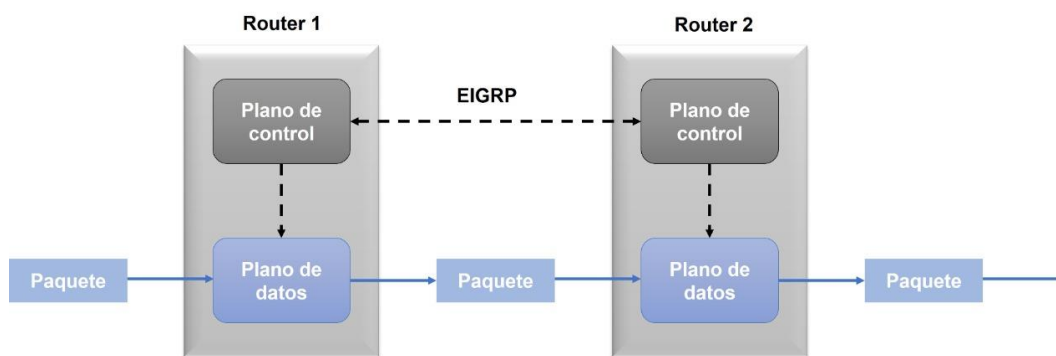 Router 1
Router 2
Plano de
control
EIGRP
Plano de
control
Paquete
Plano de
datos
Paquete
Plano de
datos
Paquete